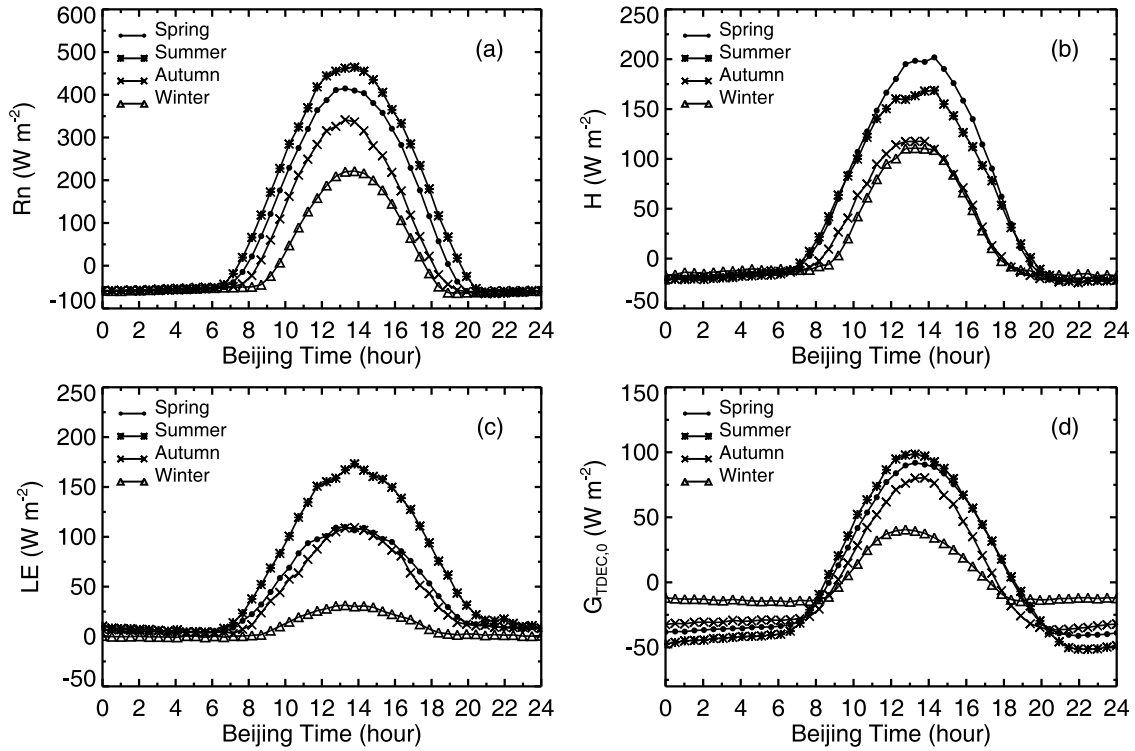 600
500
400
300
200
100
0
-100
Rn (W m-2)
Spring
Summer
Autumn
Winter
(a)
0 2 4 6 8 10 12 14 16 18 20 22 24
Beijing Time (hour)
250
200
150
100
50
0
-50
H (W m-2)
Spring
Summer
Autumn
Winter
(b)
0 2 4 6 8 10 12 14 16 18 20 22 24
Beijing Time (hour)
250
200
150
100
50
0
-50
LE (W m-2)
Spring
Summer
Autumn
Winter
(c)
0 2 4 6 8 10 12 14 16 18 20 22 24
Beijing Time (hour)
150
100
50
0
-50
GTDEC,0 (W m-2)
Spring
Summer
Autumn
Winter
(d)
0 2 4 6 8 10 12 14 16 18 20 22 24
Beijing Time (hour)